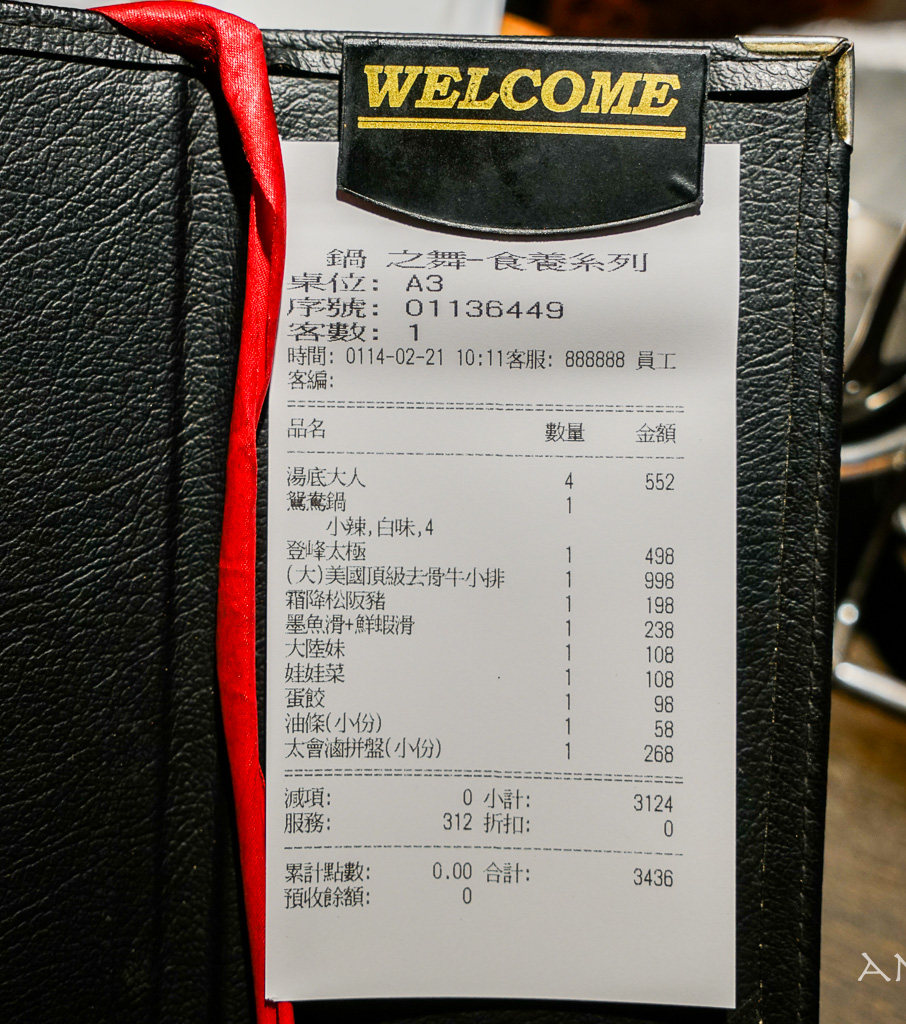 WELCOME
鍋 之舞-食養系列
桌位: A3
序號: 01136449
客數: 1
時間: 0114-02-21 10:11客服: 888888 員工
客編:
品名 數量 金額
湯底大人 4 552
鴛鴦鍋 1
小辣,白味,4
登峰太極 1 498
(大)美國頂級去骨牛小排 1 998
霜降松阪豬 1 198
墨魚滑+鮮蝦滑 1 238
大陸妹 1 108
娃娃菜 1 108
蛋餃 1 98
油條(小份) 1 58
太會滷拼盤(小份) 1 268
減項: 0 小計: 3124
服務: 312 折扣: 0
累計點數: 0.00 合計: 3436
預收餘額: 0